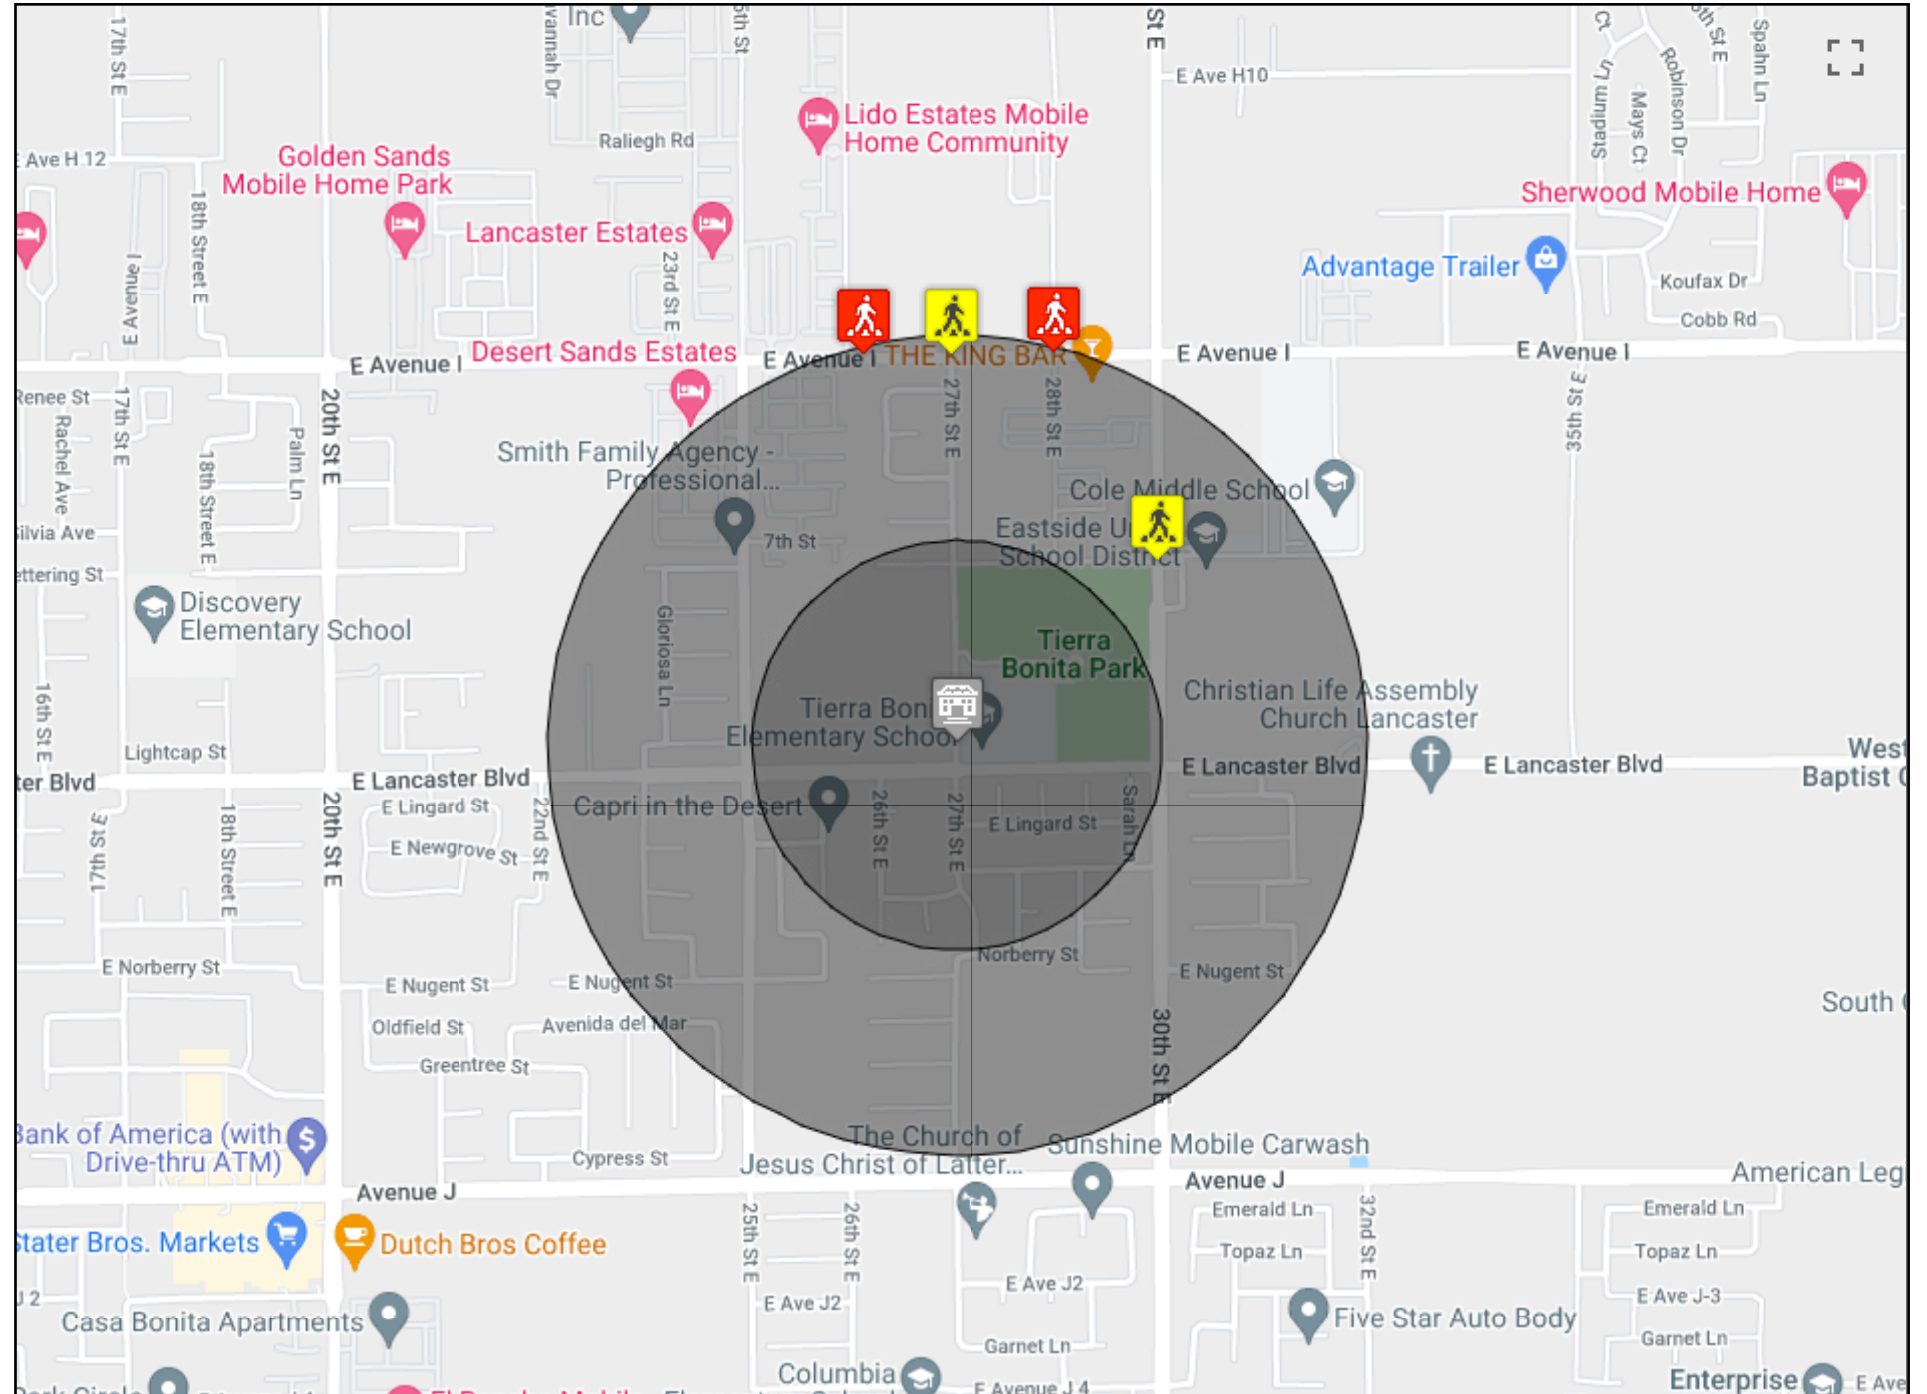 Inc
17th St E
St E
Ct
Spahn Ln
E Ave H10
Robinson Dr
Mays Ct
Stadium Ln
Lido Estates Mobile
Home Community
Raliegh Rd
Golden Sands
Mobile Home Park
Ave H 12
18th Street E
Sherwood Mobile Home
Lancaster Estates
23rd St E
E Avenue I
Advantage Trailer
Koufax Dr
Cobb Rd
E Avenue I
Desert Sands Estates
E Avenue I
THE KING BAR
E Avenue I
E Avenue I
Renee St
17th St E
Rachel Ave
20th St E
Palm Ln
27th St E
28th St E
35th St E
18th Street E
Smith Family Agency -
Professional...
Cole Middle School
Eastside
School District
7th St
Discovery
Elementary School
Gloriosa Ln
Tierra
Bonita Park
16th St E
Tierra
Elementary School
Christian Life Assembly
Church Lancaster
Lightcap St
E Lancaster Blvd
E Lancaster Blvd
E Lancaster Blvd
ter Blvd
West
Baptist
E Lingard St
22nd St E
Capri in the Desert
26th St E
27th St E
E Lingard St
Sarah Ln
17th St E
18th Street E
20th St E
E Newgrove St
E Norberry St
E Nugent St
E Nugent St
Norberry St
E Nugent St
South
Oldfield St
Avenida del Mar
30th St E
Greentree St
Bank of America (with
Drive-thru ATM)
Cypress St
The Church of
Jesus Christ of Latter...
Sunshine Mobile Carwash
American Leg
Avenue J
Avenue J
25th St E
26th St E
Emerald Ln
32nd St E
Emerald Ln
Stater Bros. Markets
Dutch Bros Coffee
Topaz Ln
Topaz Ln
E Ave J2
E Ave J2
E Ave J-3
J 2
Casa Bonita Apartments
Five Star Auto Body
Garnet Ln
Garnet Ln
Columbia
E Avenue J 4
Enterprise
E Ave